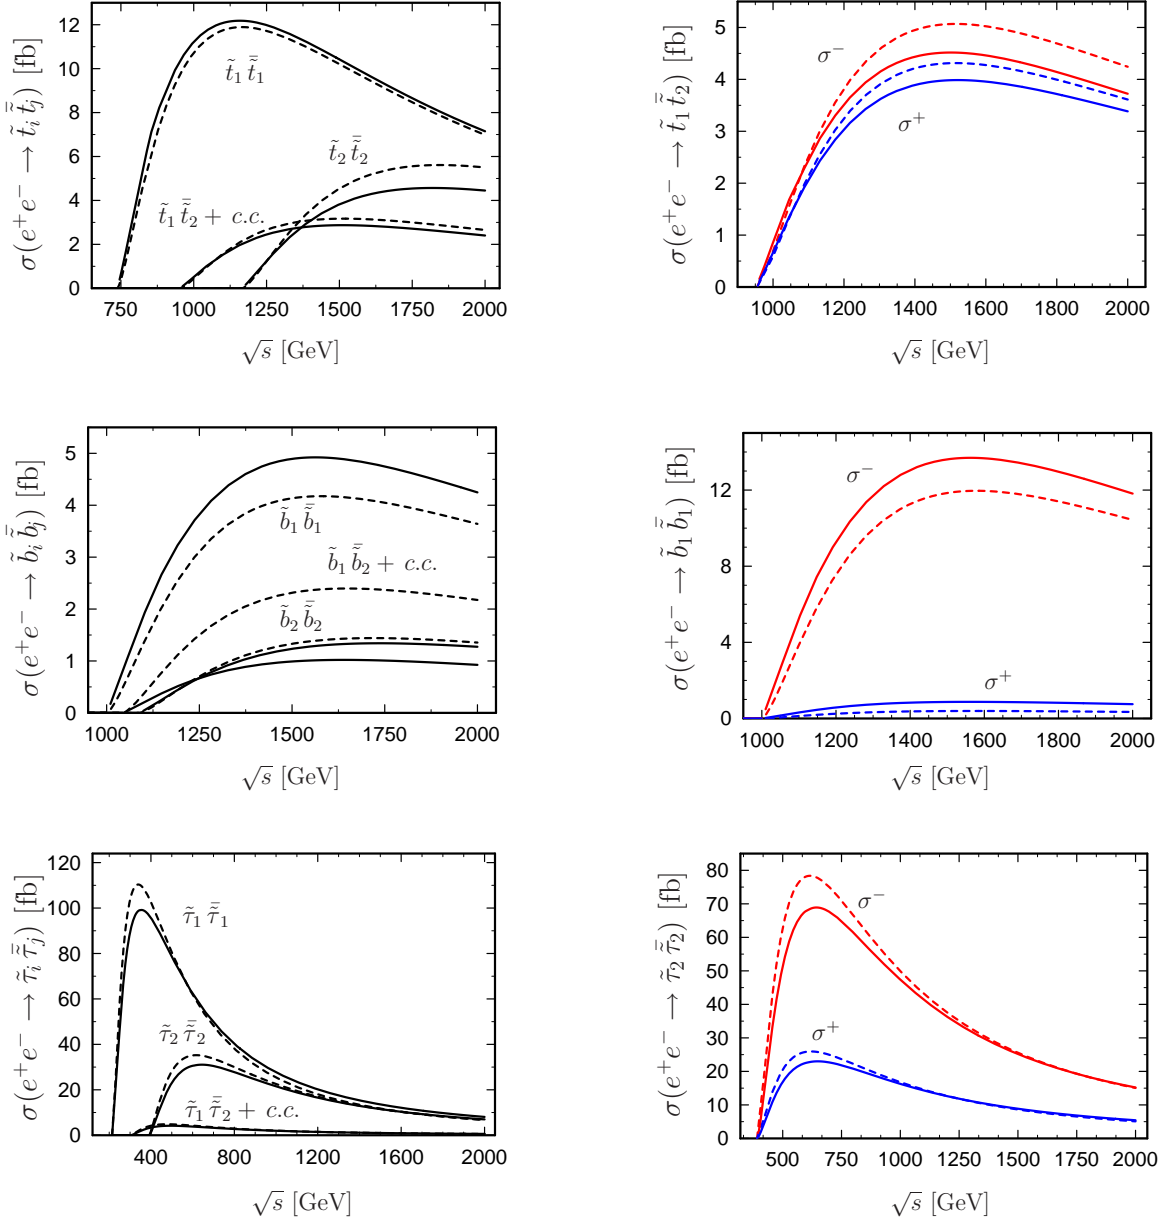 σ(e⁺e⁻ → t̃ᵢ t̃̄ⱼ) [fb]
12
10
8
6
4
2
0
t̃₁ t̃̄₁
t̃₂ t̃̄₂
t̃₁ t̃̄₂ + c.c.
750 1000 1250 1500 1750 2000
√s [GeV]
σ(e⁺e⁻ → t̃₁ t̃̄₂) [fb]
5
4
3
2
1
0
σ⁻
σ⁺
1000 1200 1400 1600 1800 2000
√s [GeV]
σ(e⁺e⁻ → b̃ᵢ b̃̄ⱼ) [fb]
5
4
3
2
1
0
b̃₁ b̃̄₁
b̃₁ b̃̄₂ + c.c.
b̃₂ b̃̄₂
1000 1250 1500 1750 2000
√s [GeV]
σ(e⁺e⁻ → b̃₁ b̃̄₁) [fb]
12
8
4
0
σ⁻
σ⁺
1000 1200 1400 1600 1800 2000
√s [GeV]
σ(e⁺e⁻ → τ̃ᵢ τ̃̄ⱼ) [fb]
120
100
80
60
40
20
0
τ̃₁ τ̃̄₁
τ̃₂ τ̃̄₂
τ̃₁ τ̃̄₂ + c.c.
400 800 1200 1600 2000
√s [GeV]
σ(e⁺e⁻ → τ̃₂ τ̃̄₂) [fb]
80
70
60
50
40
30
20
10
0
σ⁻
σ⁺
500 750 1000 1250 1500 1750 2000
√s [GeV]